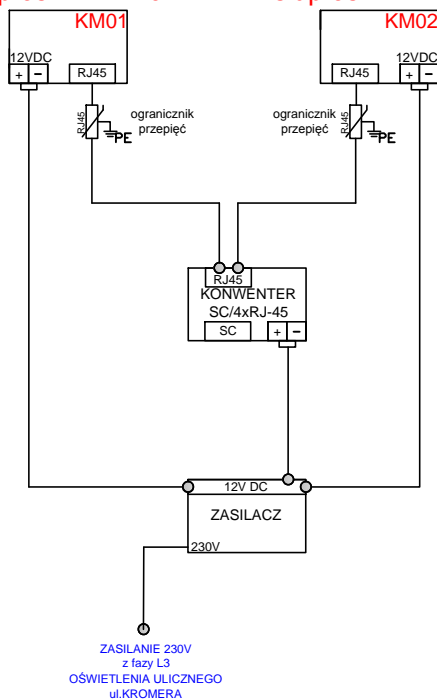 KM01
KM02
12VDC
+ −
RJ45
RJ45
12VDC
+ −
RJ45
PE
ogranicznik
przepięć
ogranicznik
przepięć
RJ45
PE
RJ45
KONWENTER
SC/4xRJ-45
SC
+ −
12V DC
ZASILACZ
230V
ZASILANIE 230V
z fazy L3
OŚWIETLENIA ULICZNEGO
ul.KROMERA